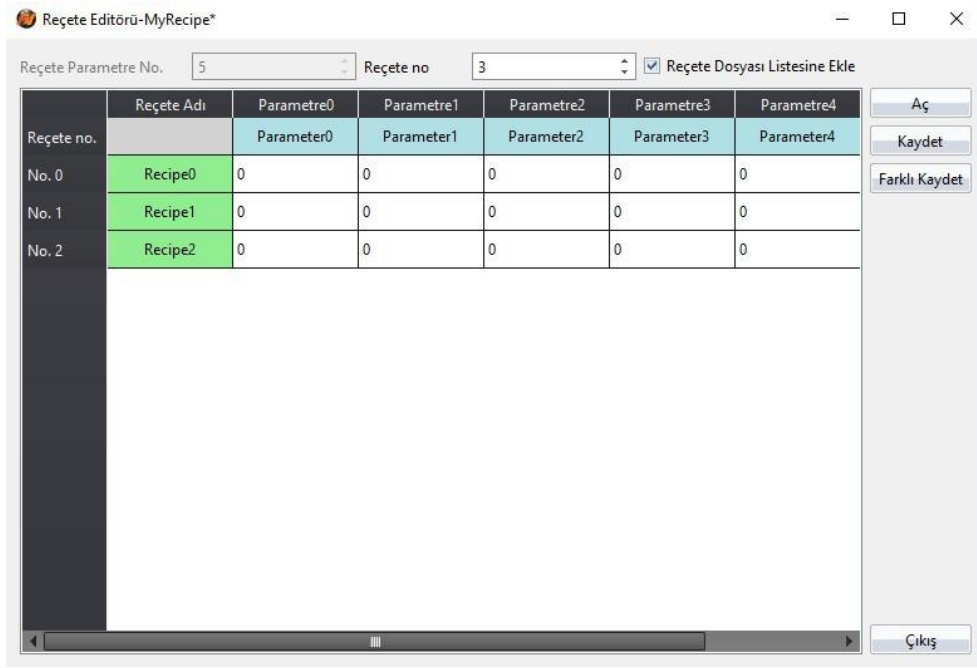 Reçete Editörü-MyRecipe*
Reçete Parametre No. 5 Reçete no 3 Reçete Dosyası Listesine Ekle
Reçete Adı Parametre0 Parametre1 Parametre2 Parametre3 Parametre4 Aç
Reçete no. Parameter0 Parameter1 Parameter2 Parameter3 Parameter4 Kaydet
No. 0 Recipe0 0 0 0 0 0 Farklı Kaydet
No. 1 Recipe1 0 0 0 0 0
No. 2 Recipe2 0 0 0 0 0
Çıkış